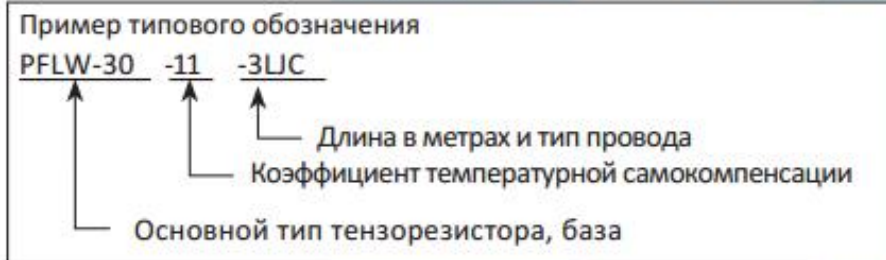 Пример типового обозначения
PFLW-30 -11 -3LJC
Длина в метрах и тип провода
Коэффициент температурной самокомпенсации
Основной тип тензорезистора, база